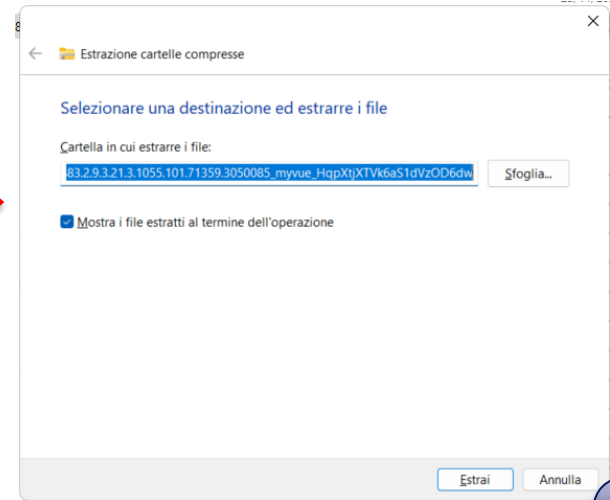 Estrazione cartelle compresse
Selezionare una destinazione ed estrarre i file
Cartella in cui estrarre i file:
83.2.9.3.21.3.1055.101.71359.3050085_myvue_HqpXtjXTVk6aS1dVzOD6dw
Sfoglia...
Mostra i file estratti al termine dell'operazione
Estrai
Annulla